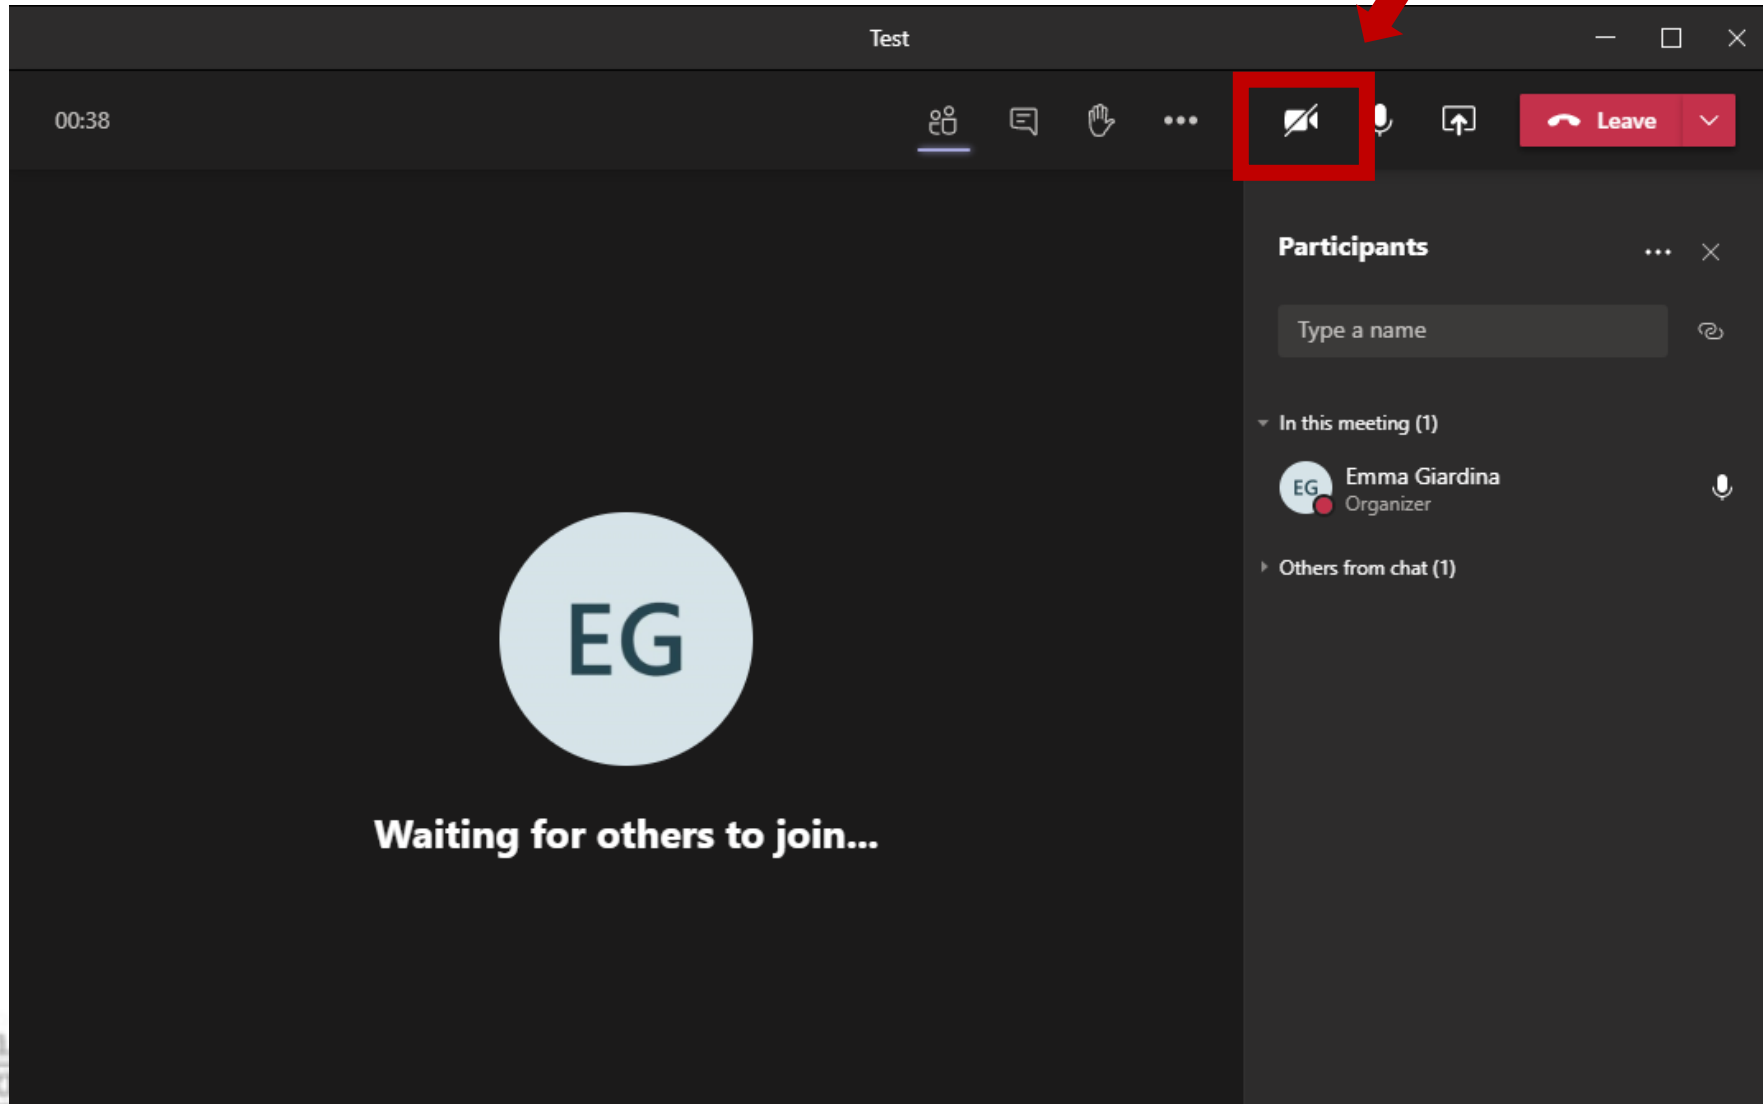 Test
00:38
Leave
Participants
Type a name
In this meeting (1)
EG
Emma Giardina
Organizer
Others from chat (1)
EG
Waiting for others to join...